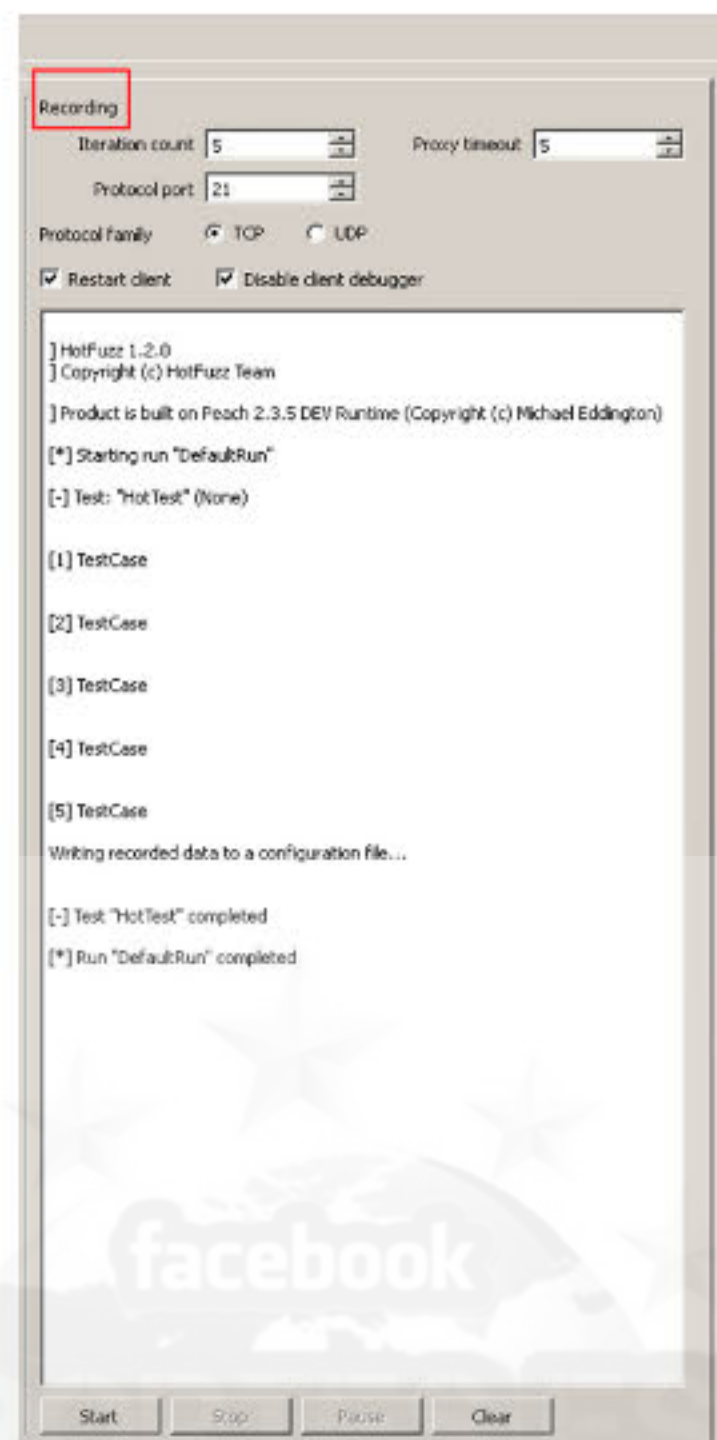 Recording
Iteration count 5 Proxy timeout 5
Protocol port 21
Protocol family TCP UDP
Restart client Disable client debugger
] HotFuzz 1.2.0
] Copyright (c) HotFuzz Team
] Product is built on Peach 2.3.5 DEV Runtime (Copyright (c) Michael Eddington)
[*] Starting run "DefaultRun"
[-] Test: "HotTest" (None)
[1] TestCase
[2] TestCase
[3] TestCase
[4] TestCase
[5] TestCase
Writing recorded data to a configuration file...
[-] Test "HotTest" completed
[*] Run "DefaultRun" completed
facebook
Start Stop Pause Clear